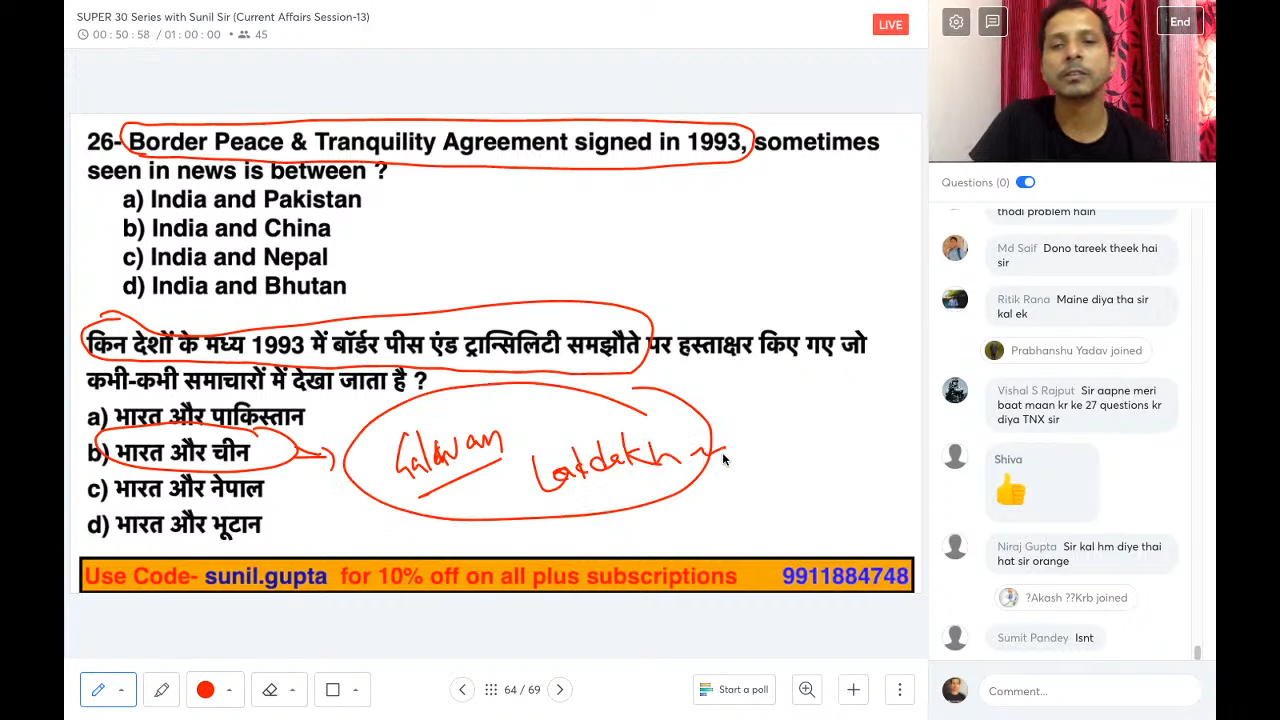 SUPER 30 Series with Sunil Sir (Current Affairs Session-13)
00 : 50 : 58 / 01 : 00 : 00 • 45
LIVE
End
26- Border Peace & Tranquility Agreement signed in 1993, sometimes
seen in news is between ?
a) India and Pakistan
b) India and China
c) India and Nepal
d) India and Bhutan
किन देशों के मध्य 1993 में बॉर्डर पीस एंड ट्रान्सिलिटी समझौते पर हस्ताक्षर किए गए जो
कभी-कभी समाचारों में देखा जाता है ?
a) भारत और पाकिस्तान
b) भारत और चीन
c) भारत और नेपाल
d) भारत और भूटान
Galavan
Laddakh
Use Code- sunil.gupta for 10% off on all plus subscriptions 9911884748
64 / 69
Start a poll
Questions (0)
thodi problem hain
Md Saif Dono tareek theek hai
sir
Ritik Rana Maine diya tha sir
kal ek
Prabhanshu Yadav joined
Vishal S Rajput Sir aapne meri
baat maan kr ke 27 questions kr
diya TNX sir
Shiva
Niraj Gupta Sir kal hm diye thai
hat sir orange
?Akash ??Krb joined
Sumit Pandey Isnt
Comment...